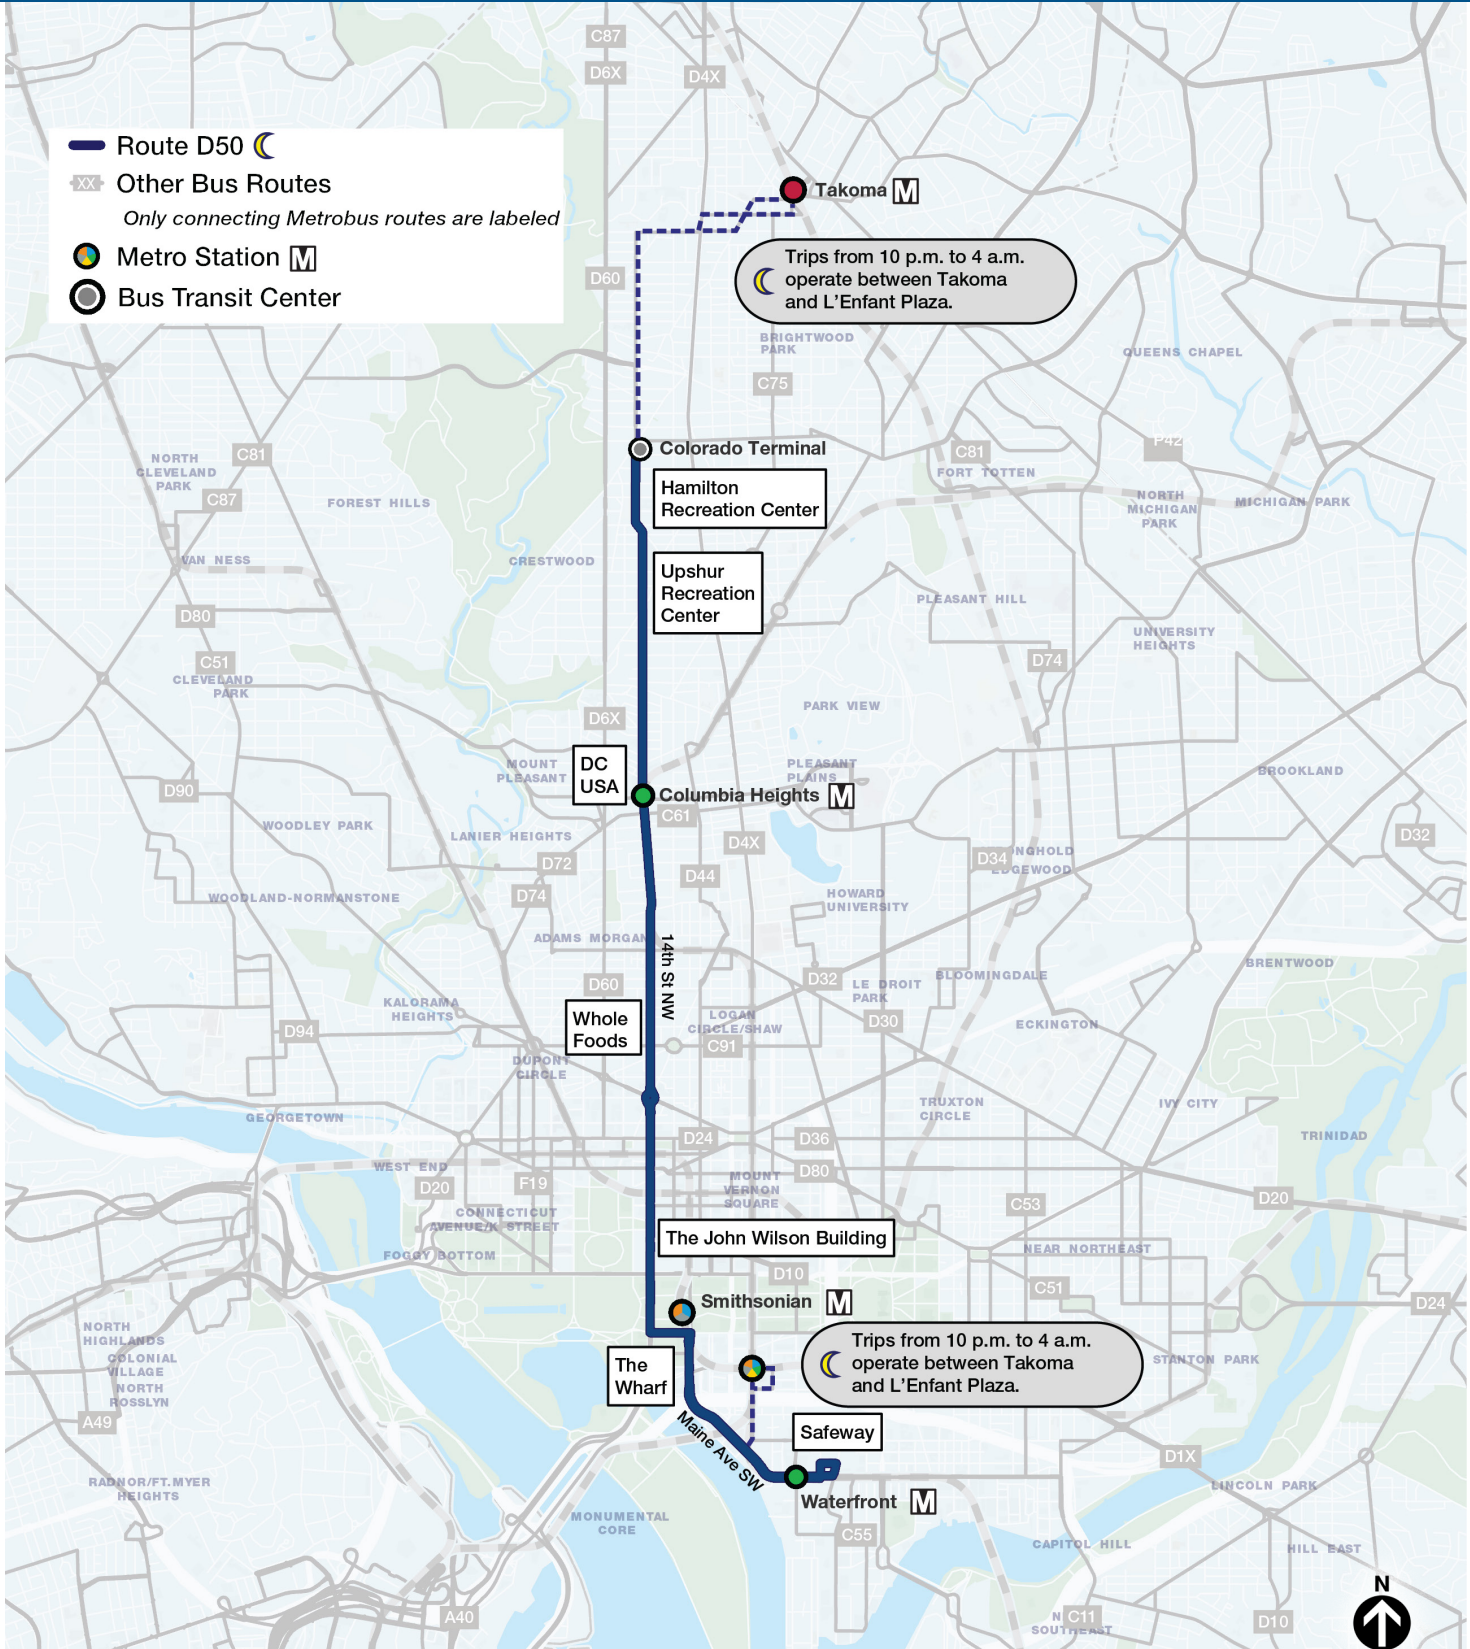 C87
D6X
D4X
Route D50
XX Other Bus Routes
Only connecting Metrobus routes are labeled
Metro Station M
Bus Transit Center
Takoma M
D60
Trips from 10 p.m. to 4 a.m.
operate between Takoma
and L'Enfant Plaza.
BRIGHTWOOD
PARK
QUEENS CHAPEL
C75
Colorado Terminal
C81
NORTH
CLEVELAND
PARK
C87
FOREST HILLS
Hamilton
Recreation Center
C81
FORT TOTTEN
P42
NORTH
MICHIGAN
PARK
MICHIGAN PARK
VAN NESS
CRESTWOOD
Upshur
Recreation
Center
PLEASANT HILL
D80
UNIVERSITY
HEIGHTS
C51
CLEVELAND
PARK
D74
D6X
PARK VIEW
MOUNT
PLEASANT
DC
USA
PLEASANT
PLAINS
BROOKLAND
D90
Columbia Heights M
C61
WOODLEY PARK
LANIER HEIGHTS
D4X
D32
D72
D34
EDGEWOOD
D44
D74
WOODLAND-NORMANSTONE
HOWARD
UNIVERSITY
ADAMS MORGAN
14th St NW
D60
D32
LE DROIT
PARK
BLOOMINGDALE
BRENTWOOD
KALORAMA
HEIGHTS
Whole
Foods
LOGAN
CIRCLE/SHAW
D30
ECKINGTON
D94
C91
DUPONT
CIRCLE
GEORGETOWN
TRUXTON
CIRCLE
IVY CITY
TRINIDAD
D24
D36
WEST END
D80
D20
F19
MOUNT
VERNON
SQUARE
D20
C53
CONNECTICUT
AVENUE/K STREET
The John Wilson Building
FOGGY BOTTOM
NEAR NORTHEAST
D10
C51
Smithsonian M
D24
NORTH
HIGHLANDS
COLONIAL
VILLAGE
NORTH
ROSSLYN
The
Wharf
Trips from 10 p.m. to 4 a.m.
operate between Takoma
and L'Enfant Plaza.
STANTON PARK
A49
Maine Ave SW
Safeway
D1X
RADNOR/FT.MYER
HEIGHTS
LINCOLN PARK
Waterfront M
MONUMENTAL
CORE
C55
CAPITOL HILL
HILL EAST
N
A40
C11
D10